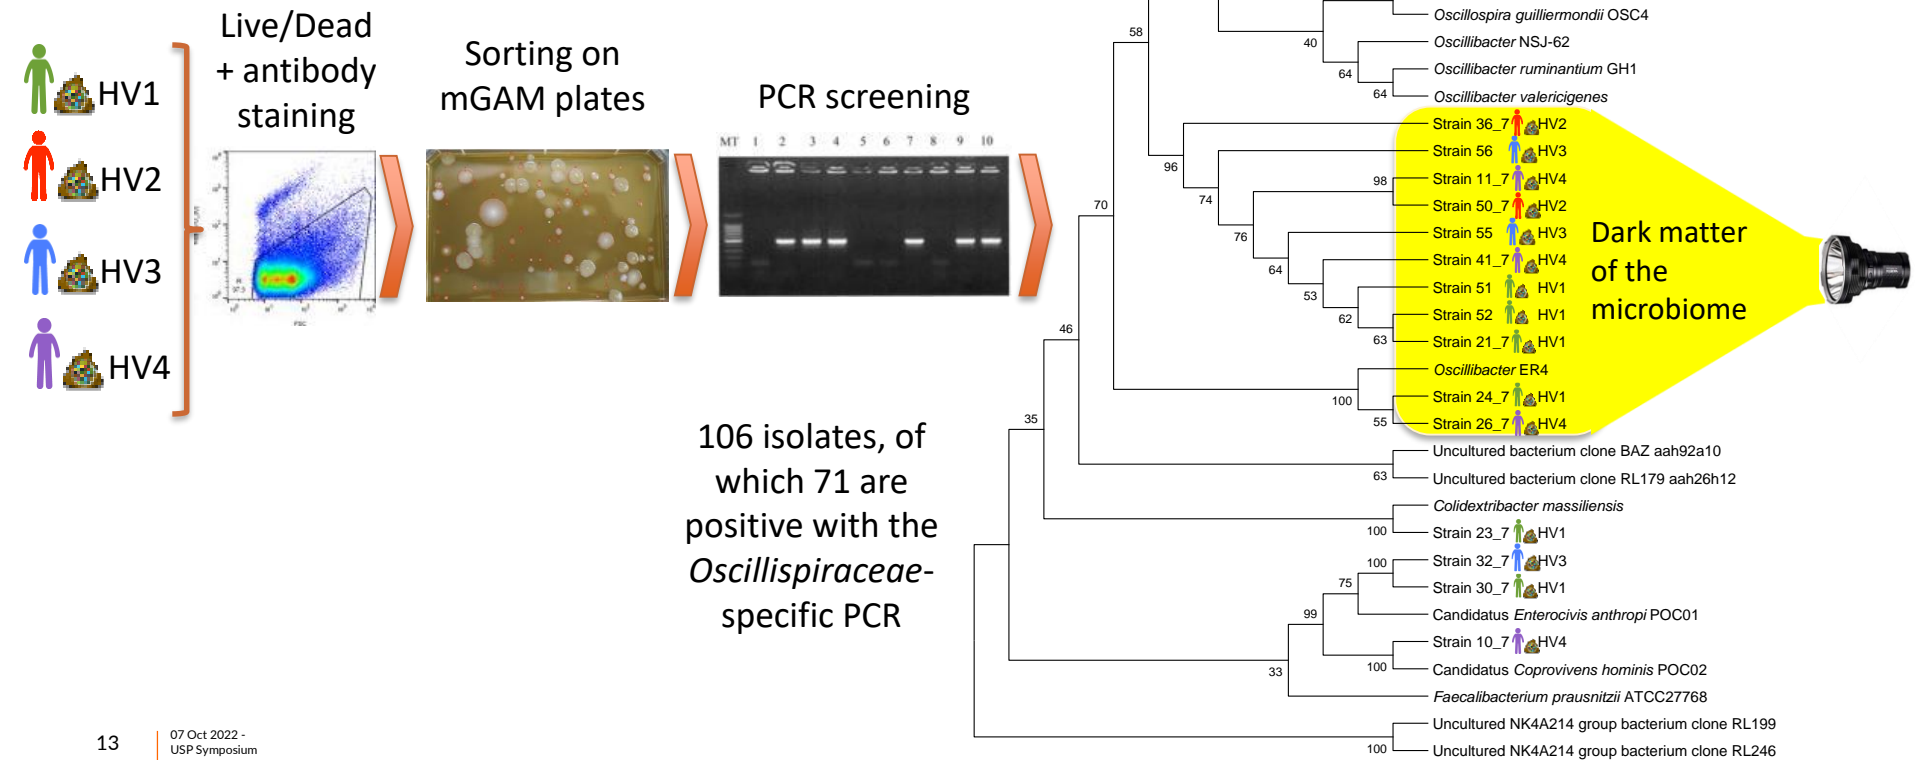 HV1
HV2
HV3
HV4
Live/Dead
+ antibody
staining
Sorting on
mGAM plates
PCR screening
MT 1 2 3 4 5 6 7 8 9 10
106 isolates, of
which 71 are
positive with the
Oscillispiraceae-
specific PCR
58
Oscillospira guilliermondii OSC4
40
Oscillibacter NSJ-62
64
Oscillibacter ruminantium GH1
64
Oscillibacter valericigenes
Strain 36_7 HV2
96
Strain 56 HV3
74
98
Strain 11_7 HV4
Strain 50_7 HV2
70
76
Strain 55 HV3
64
Strain 41_7 HV4
53
Strain 51 HV1
62
Strain 52 HV1
63
Strain 21_7 HV1
46
Oscillibacter ER4
100
Strain 24_7 HV1
55
Strain 26_7 HV4
35
Uncultured bacterium clone BAZ aah92a10
63
Uncultured bacterium clone RL179 aah26h12
Colidextribacter massiliensis
100
Strain 23_7 HV1
100
Strain 32_7 HV3
75
Strain 30_7 HV1
99
Candidatus Enterocivis anthropi POC01
Strain 10_7 HV4
100
Candidatus Coprovivens hominis POC02
33
Faecalibacterium prausnitzii ATCC27768
Uncultured NK4A214 group bacterium clone RL199
100
Uncultured NK4A214 group bacterium clone RL246
Dark matter
of the
microbiome
13
07 Oct 2022 -
USP Symposium